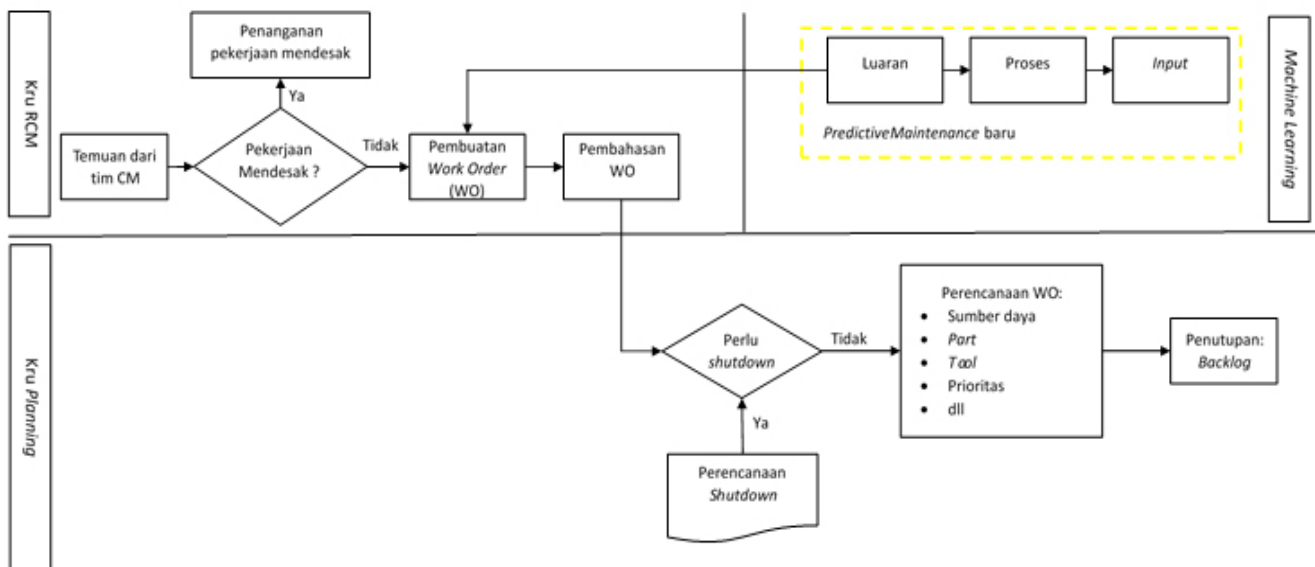 Kru RCM
Penanganan
pekerjaan mendesak
Ya
Temuan dari
tim CM
Pekerjaan
Mendesak ?
Tidak
Pembuatan
Work Order
(WO)
Pembahasan
WO
Luaran
Proses
Input
PredictiveMaintenance baru
Machine Learning
Kru Planning
Perlu
shutdown
Tidak
Ya
Perencanaan
Shutdown
Perencanaan WO:
• Sumber daya
• Part
• Tool
• Prioritas
• dll
Penutupan:
Backlog